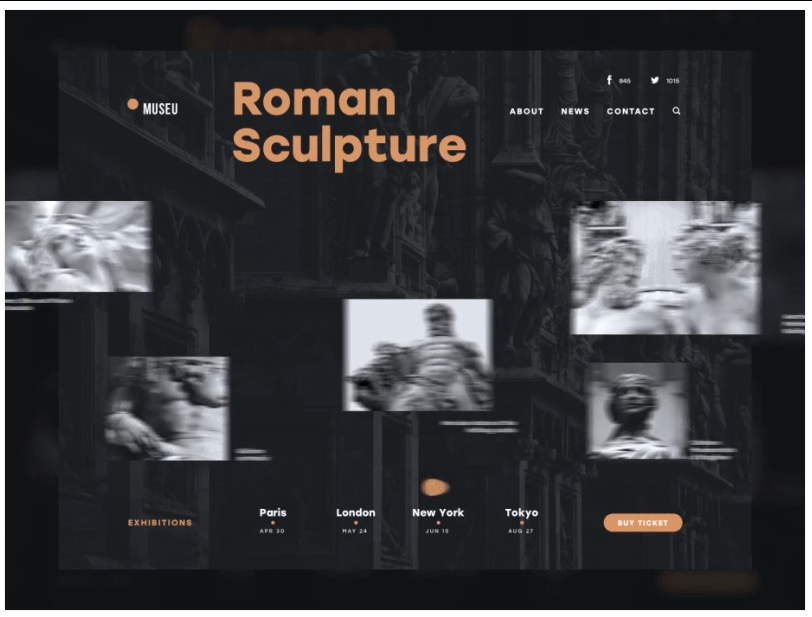 845 1015
MUSEU
Roman
Sculpture
ABOUT NEWS CONTACT
EXHIBITIONS
Paris London New York Tokyo
APR 30 MAY 24 JUN 15 AUG 27
BUY TICKET